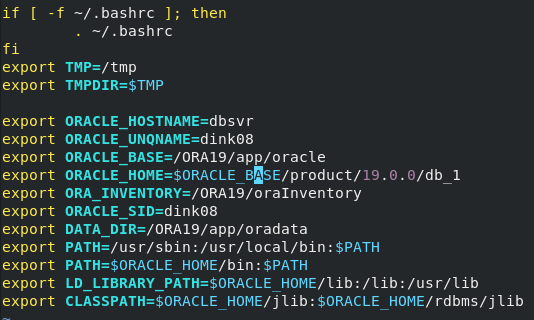 if [ -f ~/.bashrc ]; then
        . ~/.bashrc
fi
export TMP=/tmp
export TMPDIR=$TMP

export ORACLE_HOSTNAME=dbsvr
export ORACLE_UNQNAME=dink08
export ORACLE_BASE=/ORA19/app/oracle
export ORACLE_HOME=$ORACLE_BASE/product/19.0.0/db_1
export ORA_INVENTORY=/ORA19/oraInventory
export ORACLE_SID=dink08
export DATA_DIR=/ORA19/app/oradata
export PATH=/usr/sbin:/usr/local/bin:$PATH
export PATH=$ORACLE_HOME/bin:$PATH
export LD_LIBRARY_PATH=$ORACLE_HOME/lib:/lib:/usr/lib
export CLASSPATH=$ORACLE_HOME/jlib:$ORACLE_HOME/rdbms/jlib
~